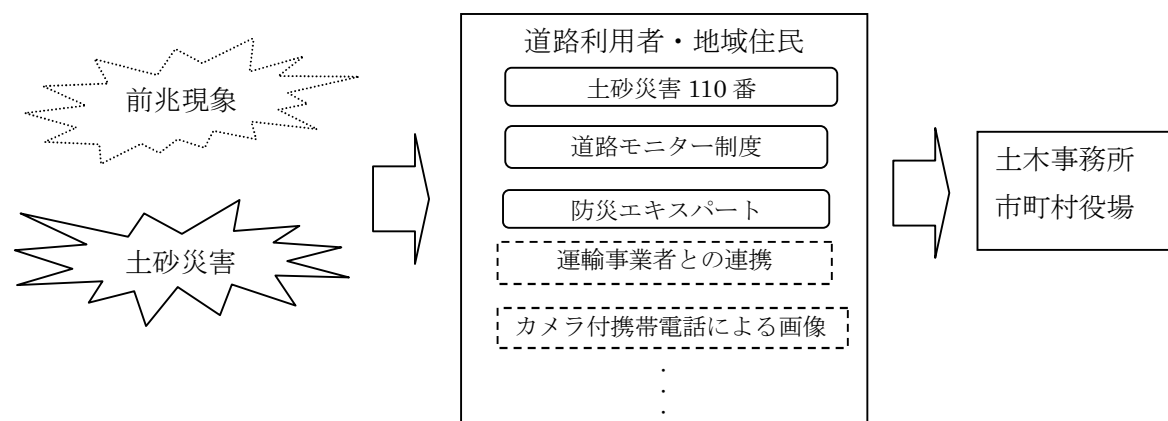 前兆現象
土砂災害
道路利用者・地域住民
土砂災害 110 番
道路モニター制度
防災エキスパート
運輸事業者との連携
カメラ付携帯電話による画像
.
.
.
土木事務所
市町村役場